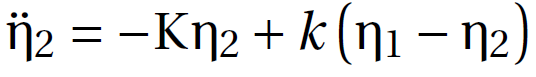 η̈₂ = −Kη₂ + k(η₁ − η₂)